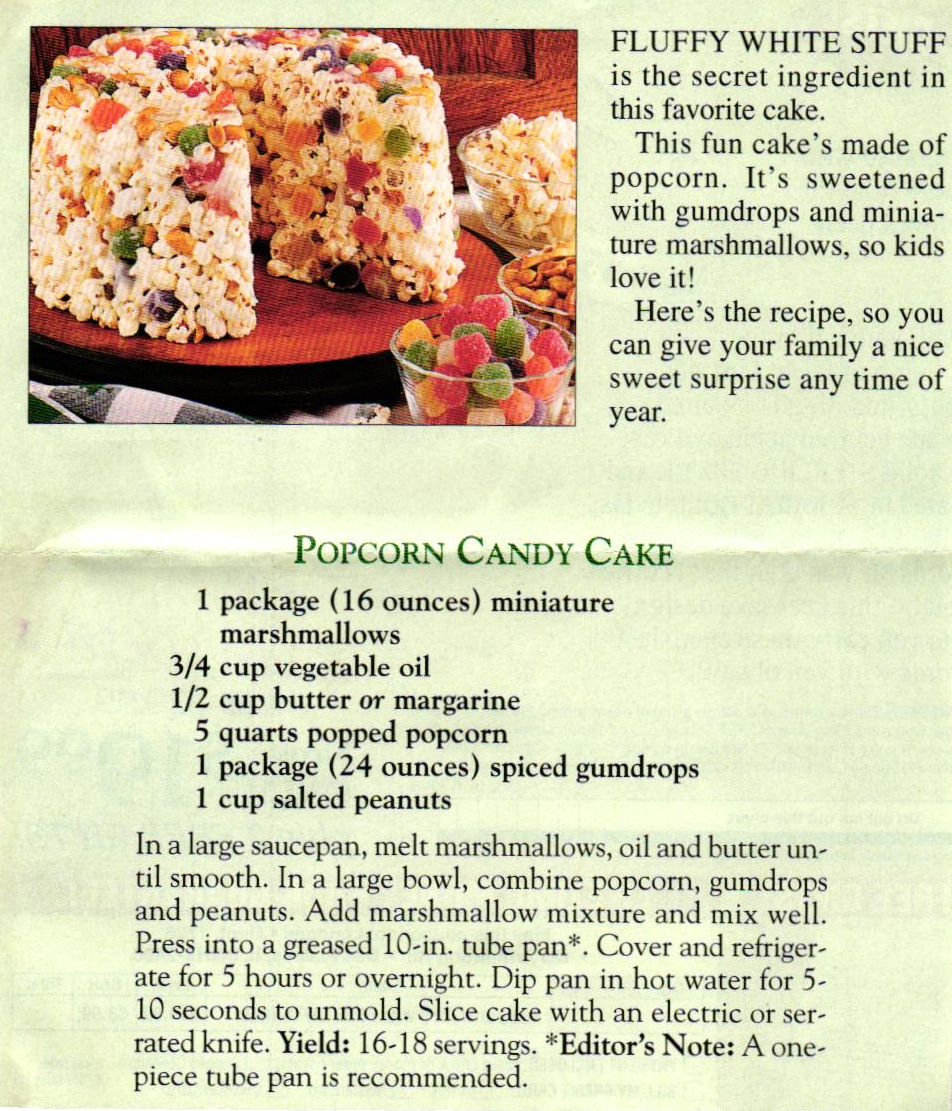 FLUFFY WHITE STUFF
is the secret ingredient in
this favorite cake.
This fun cake's made of
popcorn. It's sweetened
with gumdrops and minia-
ture marshmallows, so kids
love it!
Here's the recipe, so you
can give your family a nice
sweet surprise any time of
year.
POPCORN CANDY CAKE
1 package (16 ounces) miniature
marshmallows
3/4 cup vegetable oil
1/2 cup butter or margarine
5 quarts popped popcorn
1 package (24 ounces) spiced gumdrops
1 cup salted peanuts
In a large saucepan, melt marshmallows, oil and butter un-
til smooth. In a large bowl, combine popcorn, gumdrops
and peanuts. Add marshmallow mixture and mix well.
Press into a greased 10-in. tube pan*. Cover and refriger-
ate for 5 hours or overnight. Dip pan in hot water for 5-
10 seconds to unmold. Slice cake with an electric or ser-
rated knife. Yield: 16-18 servings. *Editor's Note: A one-
piece tube pan is recommended.